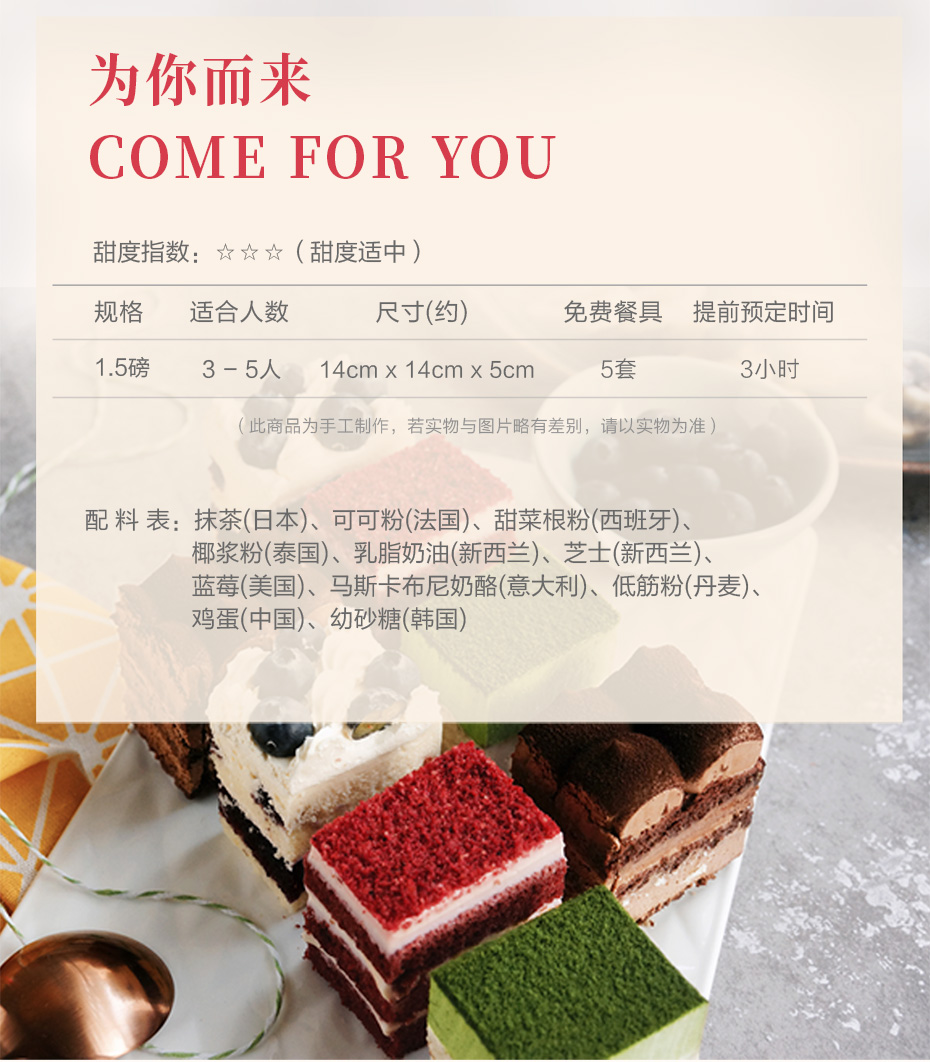 为你而来
COME FOR YOU
甜度指数：☆☆☆（甜度适中）
规格 适合人数 尺寸(约) 免费餐具 提前预定时间
1.5磅 3 – 5人 14cm x 14cm x 5cm 5套 3小时
（此商品为手工制作，若实物与图片略有差别，请以实物为准）
配 料 表：抹茶(日本)、可可粉(法国)、甜菜根粉(西班牙)、
椰浆粉(泰国)、乳脂奶油(新西兰)、芝士(新西兰)、
蓝莓(美国)、马斯卡布尼奶酪(意大利)、低筋粉(丹麦)、
鸡蛋(中国)、幼砂糖(韩国)